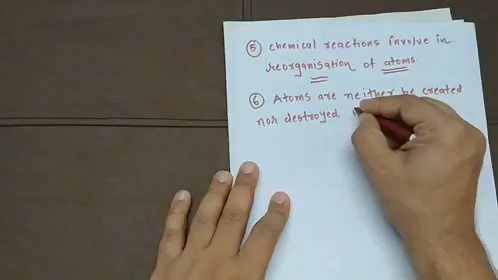 ⑤ chemical reactions involve in
reorganisation of atoms
⑥ Atoms are neither be created
nor destroyed